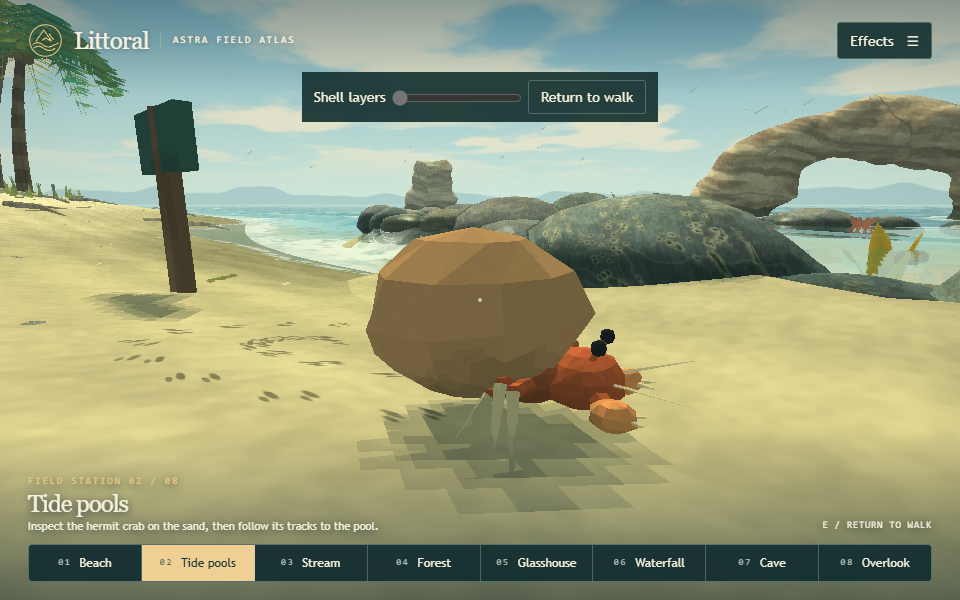 Littoral
ASTRA FIELD ATLAS
Effects
Shell layers
Return to walk
FIELD STATION 02 / 08
Tide pools
Inspect the hermit crab on the sand, then follow its tracks to the pool.
E / RETURN TO WALK
01 Beach
02 Tide pools
03 Stream
04 Forest
05 Glasshouse
06 Waterfall
07 Cave
08 Overlook